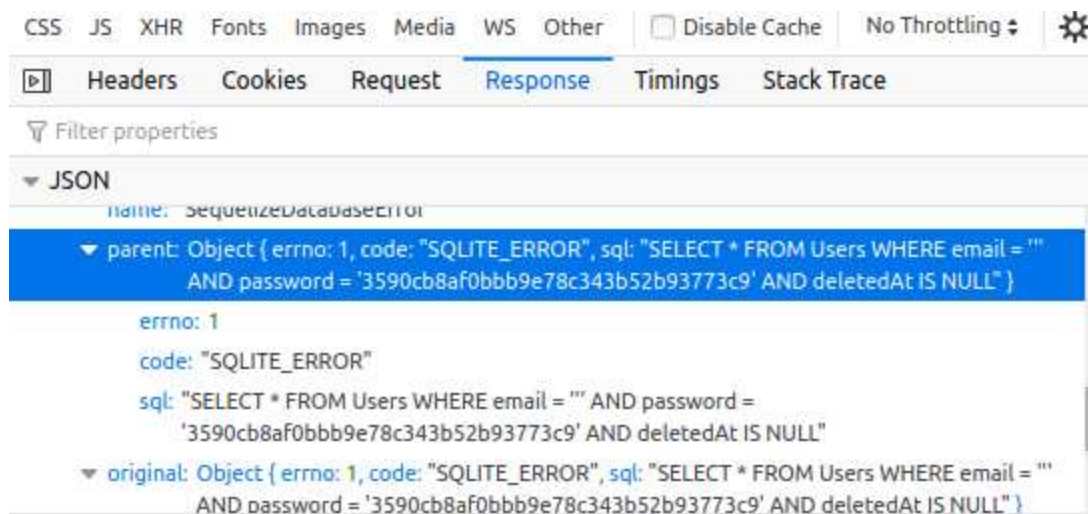 CSS JS XHR Fonts Images Media WS Other Disable Cache No Throttling
Headers Cookies Request Response Timings Stack Trace
Filter properties
JSON
name: "SequelizeDatabaseError"
parent: Object { errno: 1, code: "SQLITE_ERROR", sql: "SELECT * FROM Users WHERE email = '''
AND password = '3590cb8af0bbb9e78c343b52b93773c9' AND deletedAt IS NULL" }
errno: 1
code: "SQLITE_ERROR"
sql: "SELECT * FROM Users WHERE email = ''' AND password =
'3590cb8af0bbb9e78c343b52b93773c9' AND deletedAt IS NULL"
original: Object { errno: 1, code: "SQLITE_ERROR", sql: "SELECT * FROM Users WHERE email = '''
AND password = '3590cb8af0bbb9e78c343b52b93773c9' AND deletedAt IS NULL" }